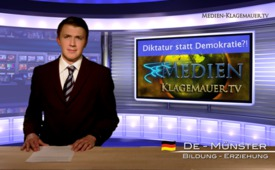 Medien-Klagemauer.TV
Diktatur statt Demokratie?!
MEDIEN
KLAGEMAUER.TV
De - Münster
Bildung - Erziehung